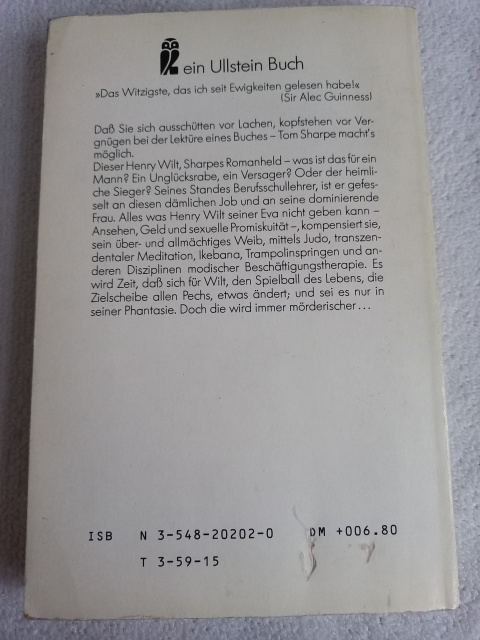 ein Ullstein Buch
»Das Witzigste, das ich seit Ewigkeiten gelesen habe!«
(Sir Alec Guinness)
Daß Sie sich ausschütten vor Lachen, kopfstehen vor Ver-
gnügen bei der Lektüre eines Buches – Tom Sharpe macht's
möglich.
Dieser Henry Wilt, Sharpes Romanheld – was ist das für ein
Mann? Ein Unglücksrabe, ein Versager? Oder der heimli-
che Sieger? Seines Standes Berufsschullehrer, ist er gefes-
selt an diesen dämlichen Job und an seine dominierende
Frau. Alles was Henry Wilt seiner Eva nicht geben kann –
Ansehen, Geld und sexuelle Promiskuität –, kompensiert sie,
sein über- und allmächtiges Weib, mittels Judo, transzen-
dentaler Meditation, Ikebana, Trampolinspringen und an-
deren Disziplinen modischer Beschäftigungstherapie. Es
wird Zeit, daß sich für Wilt, den Spielball des Lebens, die
Zielscheibe allen Pechs, etwas ändert; und sei es nur in
seiner Phantasie. Doch die wird immer mörderischer...
ISB N 3-548-20202-0 DM +006.80
T 3-59-15